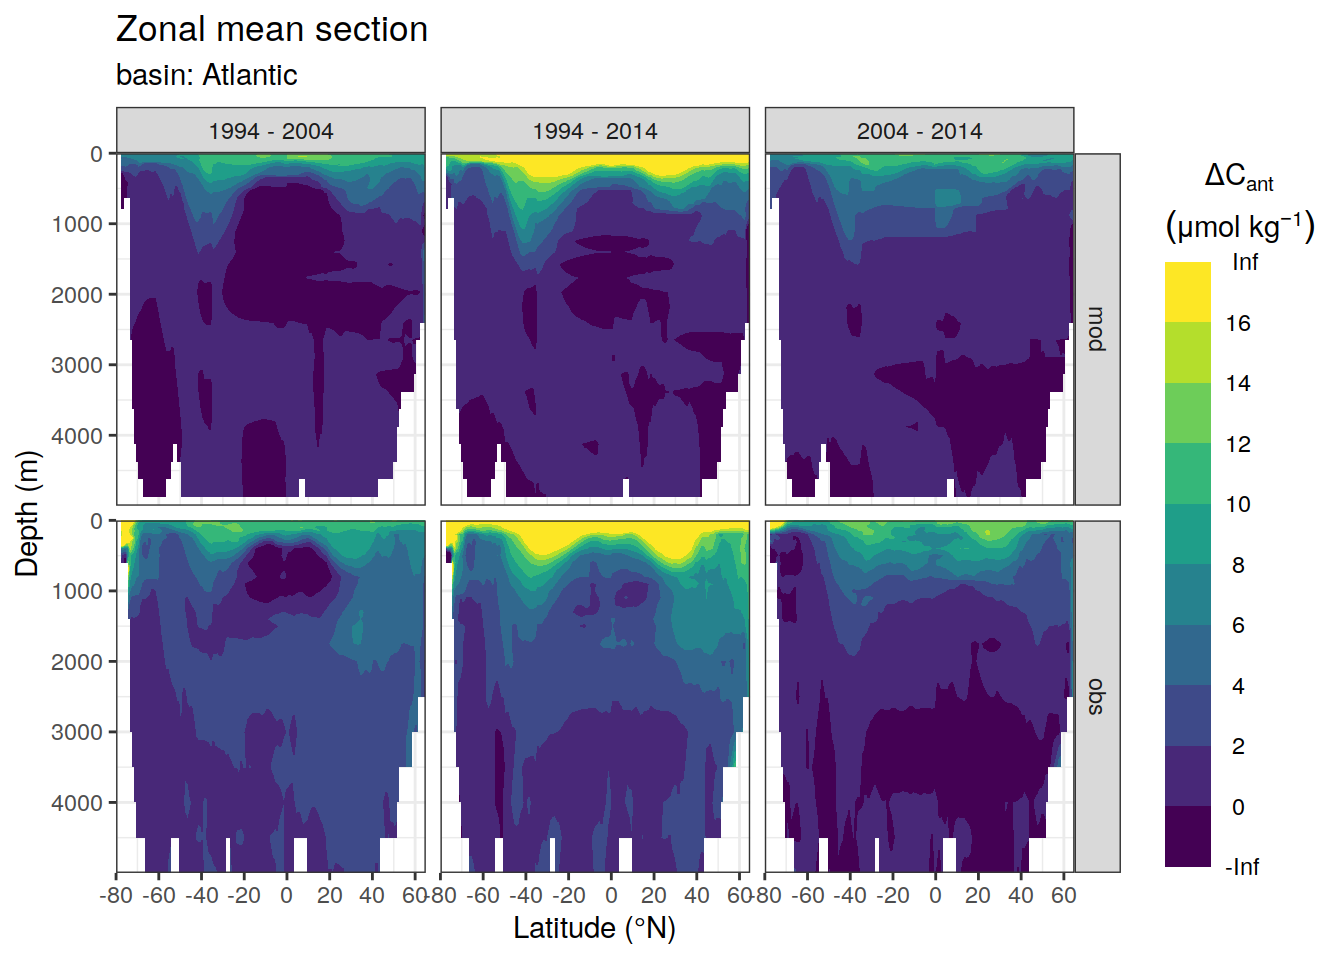 Zonal mean section
basin: Atlantic
1994 - 2004
1994 - 2014
2004 - 2014
0
1000
2000
3000
4000
mod
0
1000
2000
3000
4000
obs
Depth (m)
-80 -60 -40 -20 0 20 40 60
-80 -60 -40 -20 0 20 40 60
-80 -60 -40 -20 0 20 40 60
Latitude (°N)
ΔCant
(μmol kg⁻¹)
Inf
16
14
12
10
8
6
4
2
0
-Inf